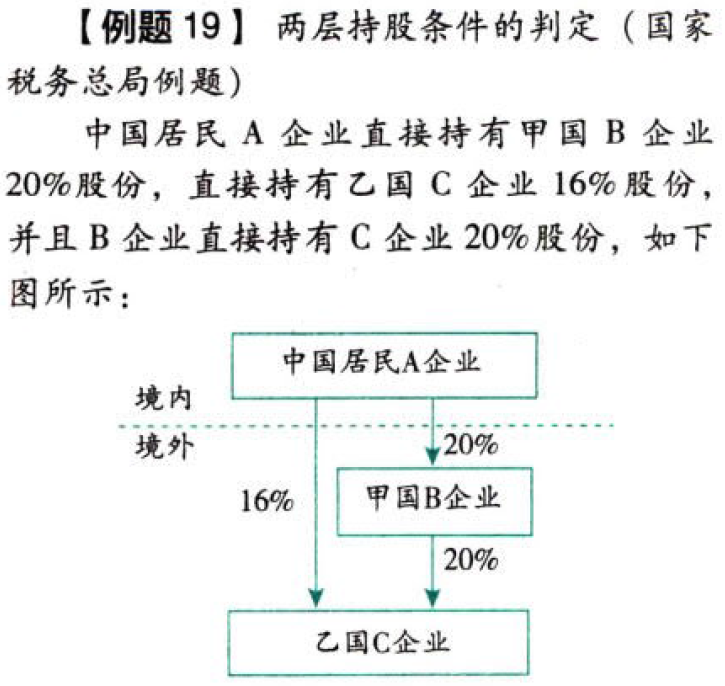 【例题 19】 两层持股条件的判定（国家
税务总局例题）
中国居民 A 企业直接持有甲国 B 企业
20%股份，直接持有乙国 C 企业 16%股份，
并且 B 企业直接持有 C 企业 20%股份，如下
图所示：
中国居民A企业
境内
境外
20%
16%
甲国B企业
20%
乙国C企业